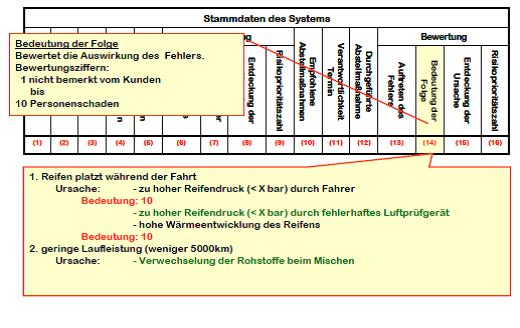 Stammdaten des Systems
Bewertung
Bedeutung der Folge
Bewertet die Auswirkung des Fehlers.
Bewertungsziffern:
1 nicht bemerkt vom Kunden
bis
10 Personenschaden
Entdeckung der
Risikoprioritätszahl
Empfohlene
Abstellmaßnahmen
Verantwortlichkeit
Termin
Durchgeführte
Abstellmaßnahme
Auftreten des
Fehlers
Bedeutung der
Folge
Entdeckung der
Ursache
Risikoprioritätszahl
(1) (2) (3) (4) (5) (6) (7) (8) (9) (10) (11) (12) (13) (14) (15) (16)
1. Reifen platzt während der Fahrt
Ursache: - zu hoher Reifendruck (< X bar) durch Fahrer
Bedeutung: 10
- zu hoher Reifendruck (< X bar) durch fehlerhaftes Luftprüfgerät
- hohe Wärmeentwicklung des Reifens
Bedeutung: 10
2. geringe Laufleistung (weniger 5000km)
Ursache: - Verwechselung der Rohstoffe beim Mischen